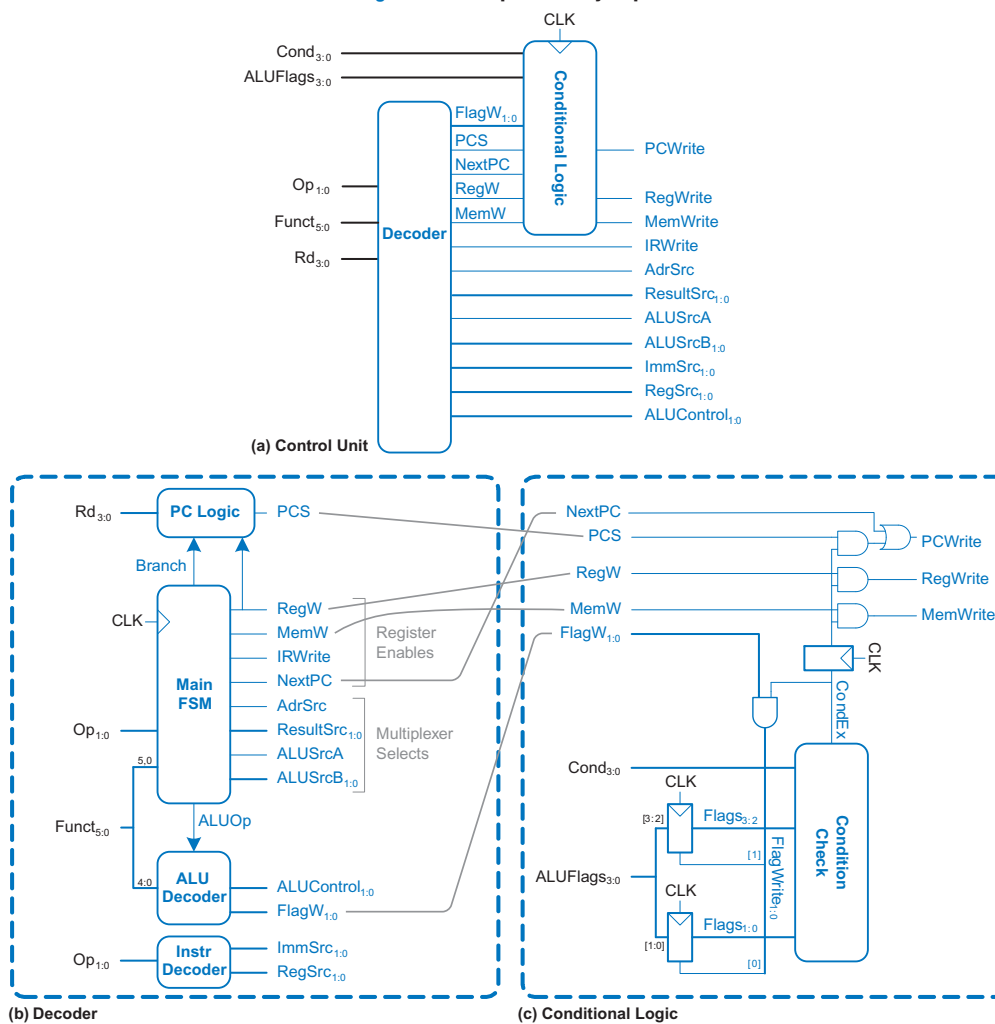 CLK
Cond3:0
ALUFlags3:0
Conditional Logic
FlagW1:0
PCS
PCWrite
NextPC
Op1:0
RegW
RegWrite
Funct5:0
MemW
MemWrite
Decoder
IRWrite
Rd3:0
AdrSrc
ResultSrc1:0
ALUSrcA
ALUSrcB1:0
ImmSrc1:0
RegSrc1:0
ALUControl1:0
(a) Control Unit
Rd3:0
PC Logic
PCS
Branch
CLK
RegW
MemW
IRWrite
NextPC
Register
Enables
Main
FSM
AdrSrc
Op1:0
ResultSrc1:0
ALUSrcA
ALUSrcB1:0
Multiplexer
Selects
5,0
Funct5:0
ALUOp
4:0
ALU
Decoder
ALUControl1:0
FlagW1:0
Op1:0
Instr
Decoder
ImmSrc1:0
RegSrc1:0
(b) Decoder
NextPC
PCS
PCWrite
RegW
RegWrite
MemW
MemWrite
FlagW1:0
CLK
CondEx
Cond3:0
CLK
[3:2]
Flags3:2
[1]
FlagWrite1:0
Condition
Check
ALUFlags3:0
CLK
[1:0]
Flags1:0
[0]
(c) Conditional Logic